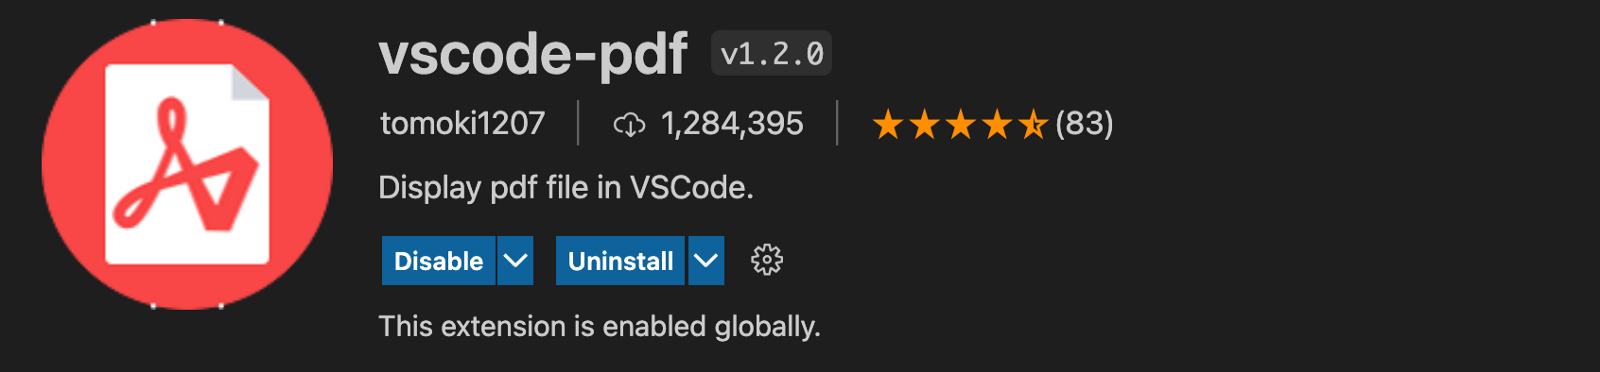 vscode-pdf v1.2.0
tomoki1207 1,284,395 (83)
Display pdf file in VSCode.
Disable Uninstall
This extension is enabled globally.